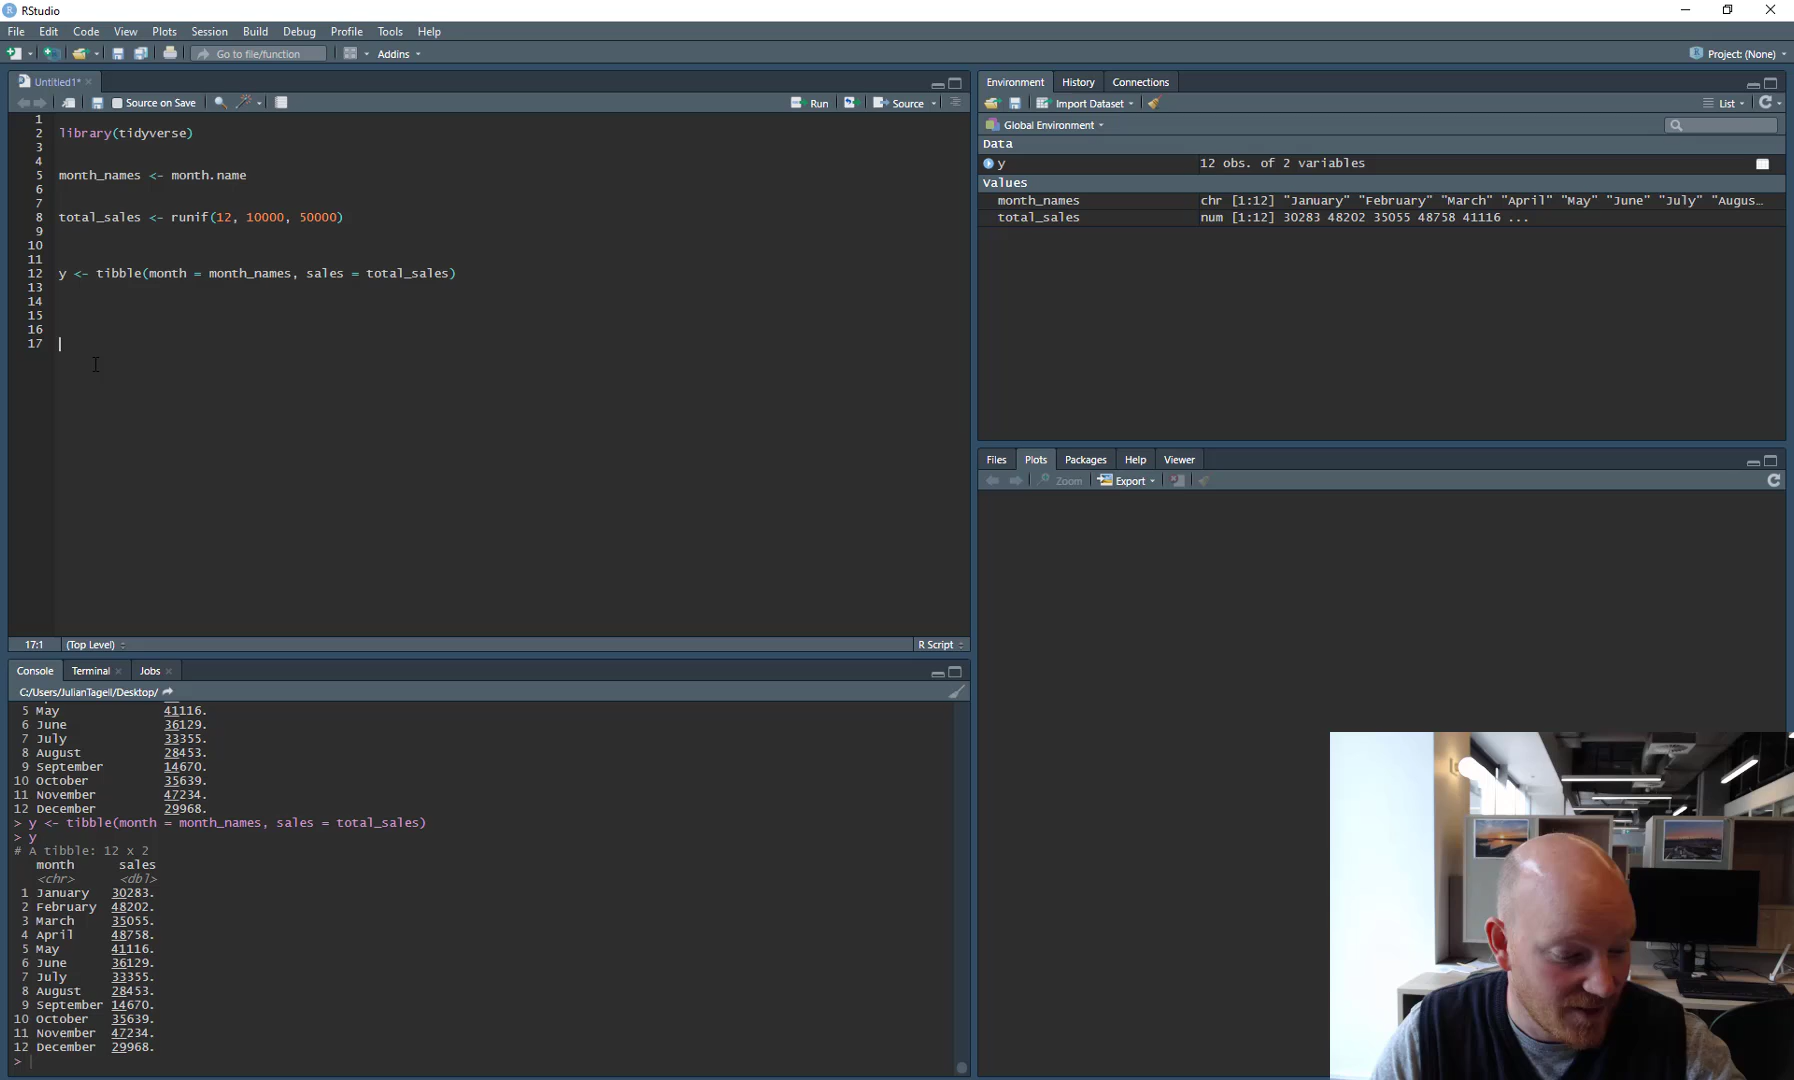 RStudio
File Edit Code View Plots Session Build Debug Profile Tools Help
Go to file/function Addins Project: (None)
Untitled1*
Source on Save Run Source
1
2 library(tidyverse)
3
4
5 month_names <- month.name
6
7
8 total_sales <- runif(12, 10000, 50000)
9
10
11
12 y <- tibble(month = month_names, sales = total_sales)
13
14
15
16
17
17:1 (Top Level) R Script
Console Terminal Jobs
C:/Users/JulianTagell/Desktop/
5 May 41116.
6 June 36129.
7 July 33355.
8 August 28453.
9 September 14670.
10 October 35639.
11 November 47234.
12 December 29968.
> y <- tibble(month = month_names, sales = total_sales)
> y
# A tibble: 12 x 2
month sales
<chr> <dbl>
1 January 30283.
2 February 48202.
3 March 35055.
4 April 48758.
5 May 41116.
6 June 36129.
7 July 33355.
8 August 28453.
9 September 14670.
10 October 35639.
11 November 47234.
12 December 29968.
>
Environment History Connections
Import Dataset List
Global Environment
Data
y 12 obs. of 2 variables
Values
month_names chr [1:12] "January" "February" "March" "April" "May" "June" "July" "Augus...
total_sales num [1:12] 30283 48202 35055 48758 41116 ...
Files Plots Packages Help Viewer
Zoom Export